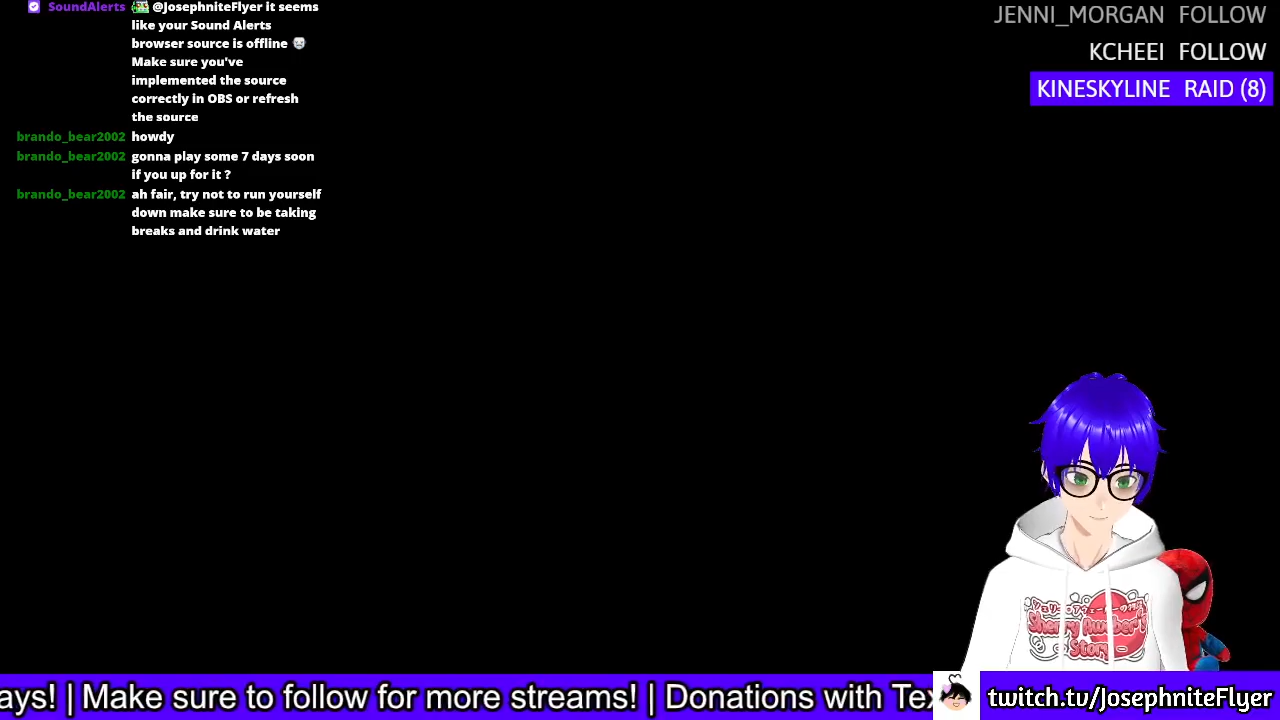 SoundAlerts @JosephniteFlyer it seems
like your Sound Alerts
browser source is offline
Make sure you've
implemented the source
correctly in OBS or refresh
the source
brando_bear2002 howdy
brando_bear2002 gonna play some 7 days soon
if you up for it ?
brando_bear2002 ah fair, try not to run yourself
down make sure to be taking
breaks and drink water
JENNI_MORGAN FOLLOW
KCHEEI FOLLOW
KINESKYLINE RAID (8)
Sherry Aweber's
Story
ays! | Make sure to follow for more streams! | Donations with Tex
twitch.tv/JosephniteFlyer